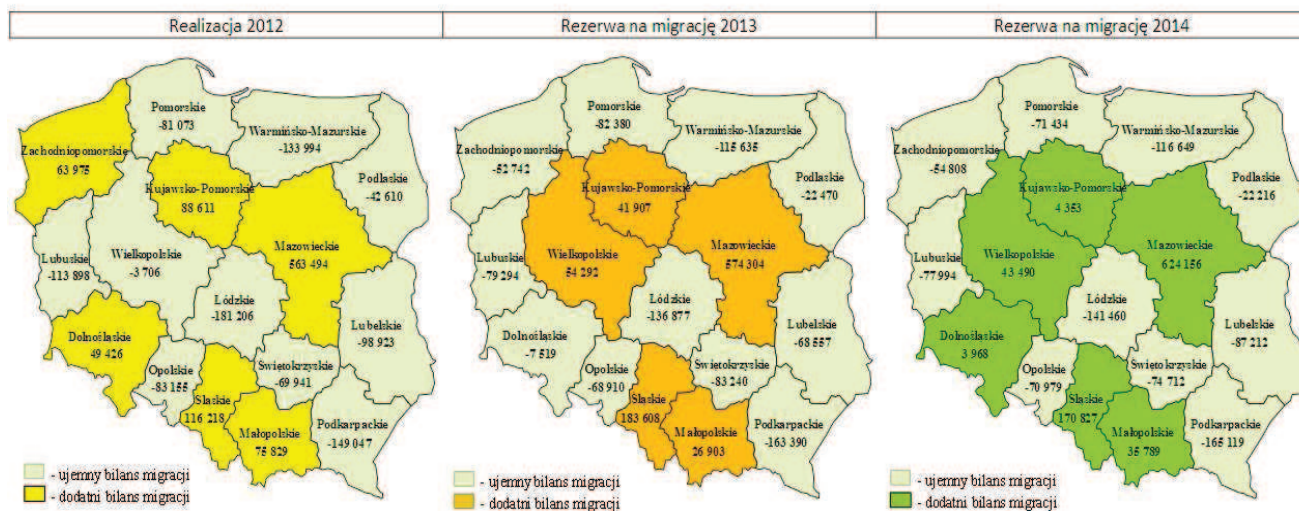 Realizacja 2012
Rezerwa na migrację 2013
Rezerwa na migrację 2014
Pomorskie
-81 073
Warmińsko-Mazurskie
-133 994
Zachodniopomorskie
63 975
Podlaskie
-42 610
Kujawsko-Pomorskie
88 611
Mazowieckie
563 494
Lubuskie
-113 898
Wielkopolskie
-3 706
Łódzkie
-181 206
Lubelskie
-98 923
Dolnośląskie
49 426
Opolskie
-83 155
Świętokrzyskie
-69 941
Śląskie
116 218
Małopolskie
75 829
Podkarpackie
-149 047
- ujemny bilans migracji
- dodatni bilans migracji
Pomorskie
-82 380
Warmińsko-Mazurskie
-115 635
Zachodniopomorskie
-52 742
Podlaskie
-22 470
Kujawsko-Pomorskie
41 907
Mazowieckie
574 304
Lubuskie
-79 294
Wielkopolskie
54 292
Łódzkie
-136 877
Lubelskie
-68 557
Dolnośląskie
-7 519
Opolskie
-68 910
Świętokrzyskie
-83 240
Śląskie
183 608
Małopolskie
26 903
Podkarpackie
-163 390
- ujemny bilans migracji
- dodatni bilans migracji
Pomorskie
-71 434
Warmińsko-Mazurskie
-116 649
Zachodniopomorskie
-54 808
Podlaskie
-22 216
Kujawsko-Pomorskie
4 353
Mazowieckie
624 156
Lubuskie
-77 994
Wielkopolskie
43 490
Łódzkie
-141 460
Lubelskie
-87 212
Dolnośląskie
3 968
Opolskie
-70 979
Świętokrzyskie
-74 712
Śląskie
170 827
Małopolskie
35 789
Podkarpackie
-165 119
- ujemny bilans migracji
- dodatni bilans migracji